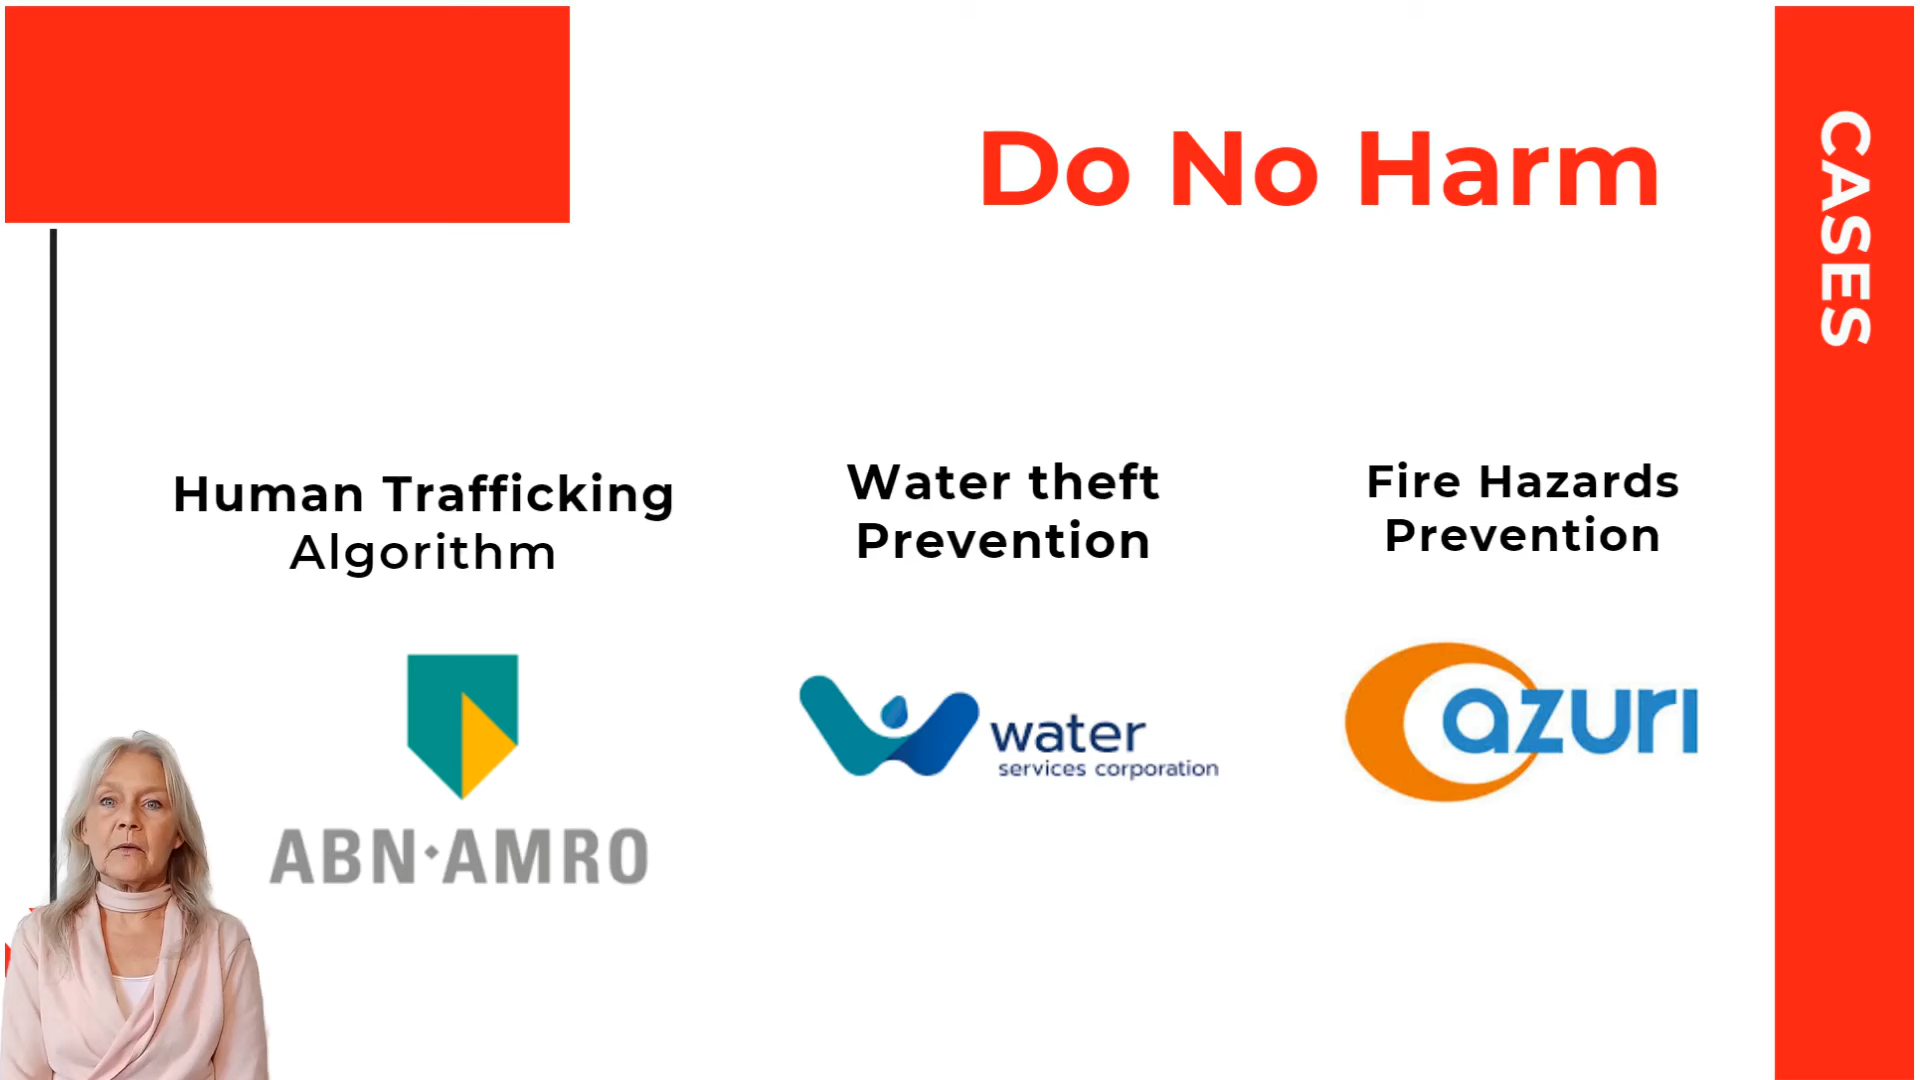 Do No Harm
CASES
Human Trafficking
Algorithm
Water theft
Prevention
Fire Hazards
Prevention
ABN·AMRO
water
services corporation
azuri